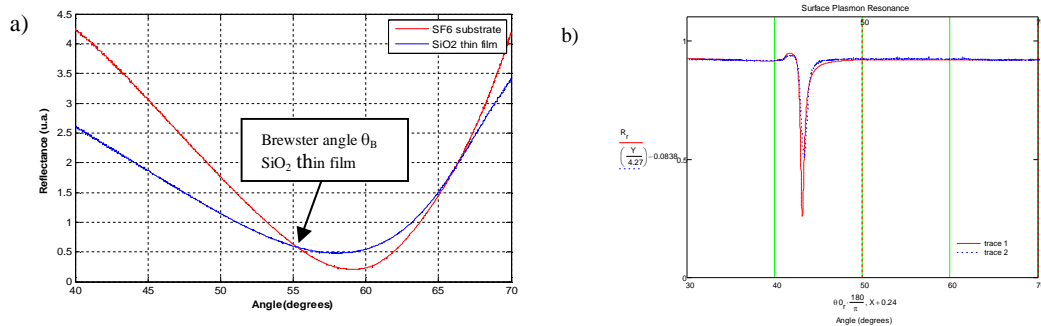 a)
4.5
4
3.5
3
2.5
2
1.5
1
0.5
0
40
45
50
55
60
65
70
Reflectance (u.a.)
Angle(degrees)
SF6 substrate
SiO2 thin film
Brewster angle θB
SiO2 thin film
b)
Surface Plasmon Resonance
50
1
0.5
0
30
40
50
60
70
Rr
(Y/4.27)−0.0838
trace 1
trace 2
θ0r·180/π, X+0.24
Angle (degrees)